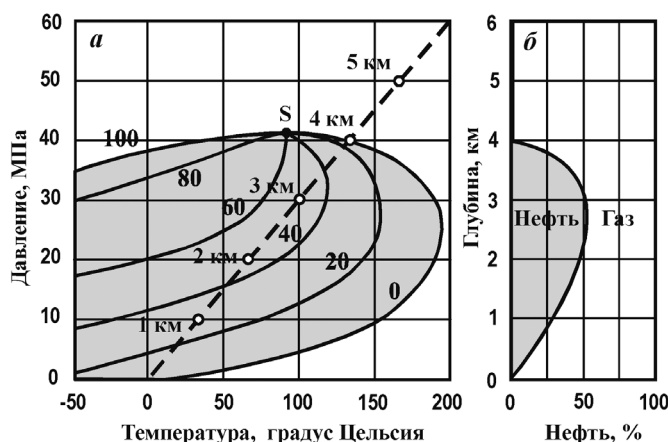 а
60
50
40
30
20
10
0
Давление, МПа
100
80
60
40
20
0
S
1 км
2 км
3 км
4 км
5 км
-50
0
50
100
150
200
Температура, градус Цельсия
б
6
5
4
3
2
1
0
Глубина, км
Нефть
Газ
0
25
50
75
100
Нефть, %